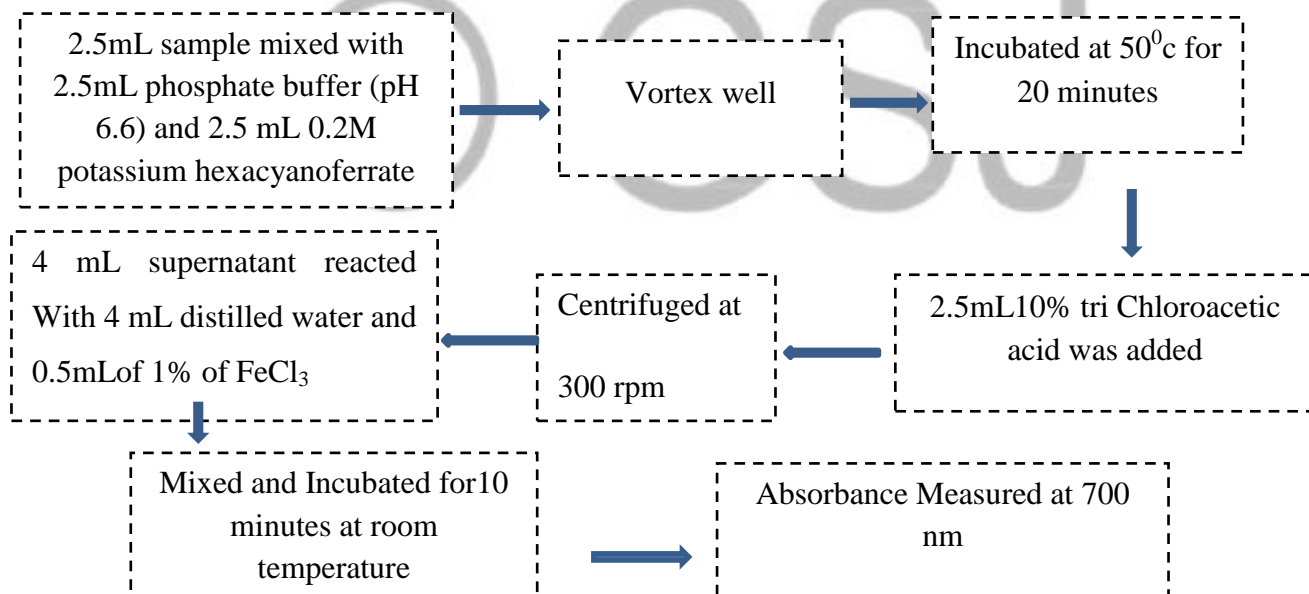 2.5mL sample mixed with
2.5mL phosphate buffer (pH
6.6) and 2.5 mL 0.2M
potassium hexacyanoferrate
Vortex well
Incubated at 50⁰c for
20 minutes
2.5mL10% tri Chloroacetic
acid was added
Centrifuged at
300 rpm
4 mL supernatant reacted
With 4 mL distilled water and
0.5mLof 1% of FeCl₃
Mixed and Incubated for10
minutes at room
temperature
Absorbance Measured at 700
nm